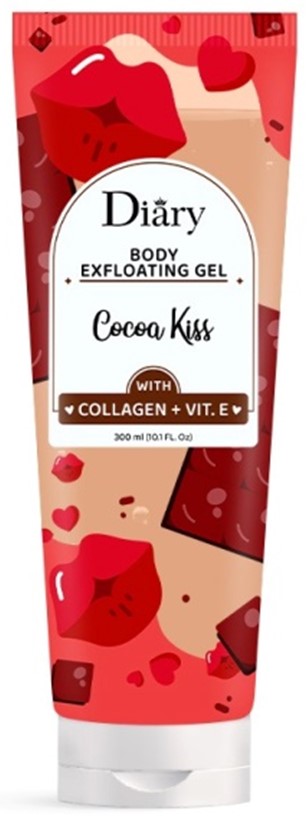 Diary
BODY
EXFLOATING GEL
Cocoa Kiss
WITH
COLLAGEN + VIT. E
300 ml (10.1 FL. Oz)